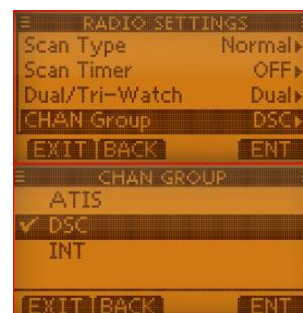 RADIO SETTINGS
Scan Type Normal
Scan Timer OFF
Dual/Tri-Watch Dual
CHAN Group DSC
EXIT BACK ENT
CHAN GROUP
ATIS
✓ DSC
INT
EXIT BACK ENT